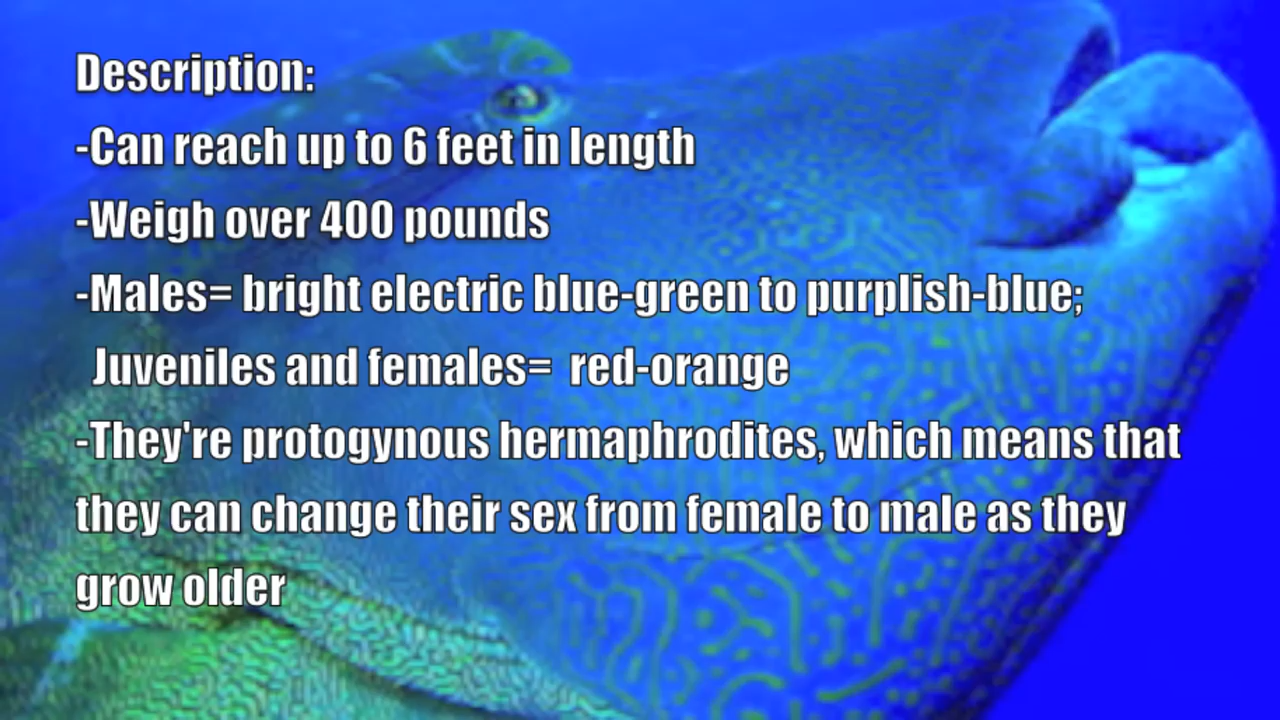 Description:
-Can reach up to 6 feet in length
-Weigh over 400 pounds
-Males= bright electric blue-green to purplish-blue;
Juveniles and females= red-orange
-They're protogynous hermaphrodites, which means that
they can change their sex from female to male as they
grow older